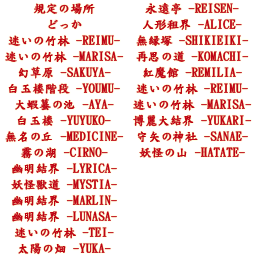 規定の場所
どっか
迷いの竹林 -REIMU-
迷いの竹林 -MARISA-
幻草原 -SAKUYA-
白玉楼階段 -YOUMU-
大蝦蟇の池 -AYA-
白玉楼 -YUYUKO-
無名の丘 -MEDICINE-
霧の湖 -CIRNO-
幽明結界 -LYRICA-
妖怪獣道 -MYSTIA-
幽明結界 -MARLIN-
幽明結界 -LUNASA-
迷いの竹林 -TEI-
太陽の畑 -YUKA-
永遠亭 -REISEN-
人形租界 -ALICE-
無縁塚 -SHIKIEIKI-
再思の道 -KOMACHI-
紅魔館 -REMILIA-
迷いの竹林 -REIMU-
迷いの竹林 -MARISA-
博麗大結界 -YUKARI-
守矢の神社 -SANAE-
妖怪の山 -HATATE-